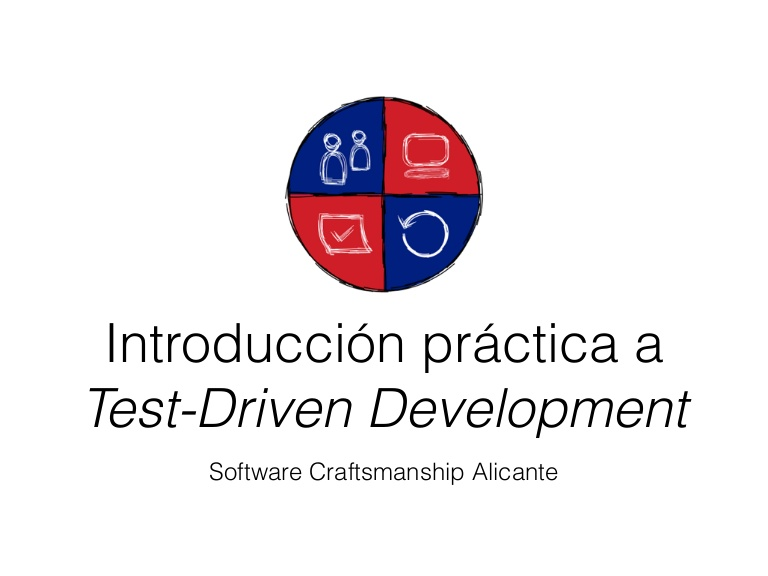 Introducción práctica a
Test-Driven Development
Software Craftsmanship Alicante